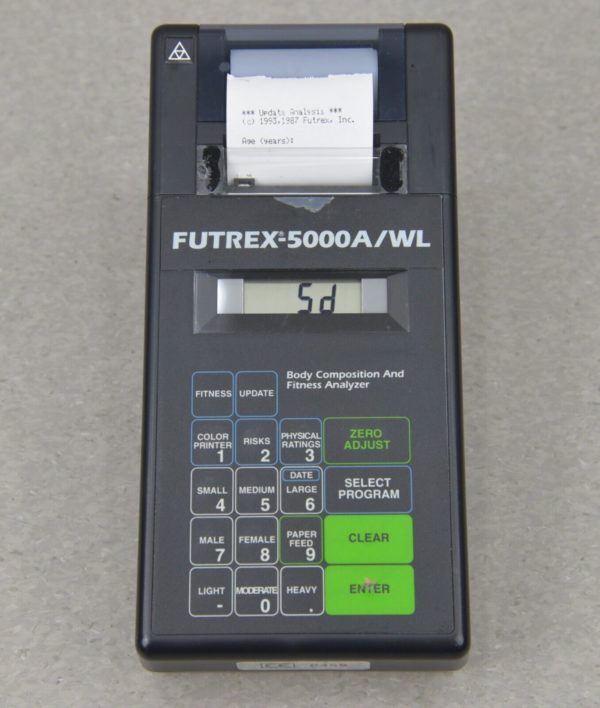 *** Update Analysis ***
(c) 1993,1987 Futrex, Inc.
Age (years):
FUTREX®-5000A/WL
5d
Body Composition And
Fitness Analyzer
FITNESS UPDATE
COLOR PRINTER 1
RISKS 2
PHYSICAL RATINGS 3
ZERO ADJUST
SMALL 4
MEDIUM 5
DATE
LARGE 6
SELECT PROGRAM
MALE 7
FEMALE 8
PAPER FEED 9
CLEAR
LIGHT -
MODERATE 0
HEAVY .
ENTER